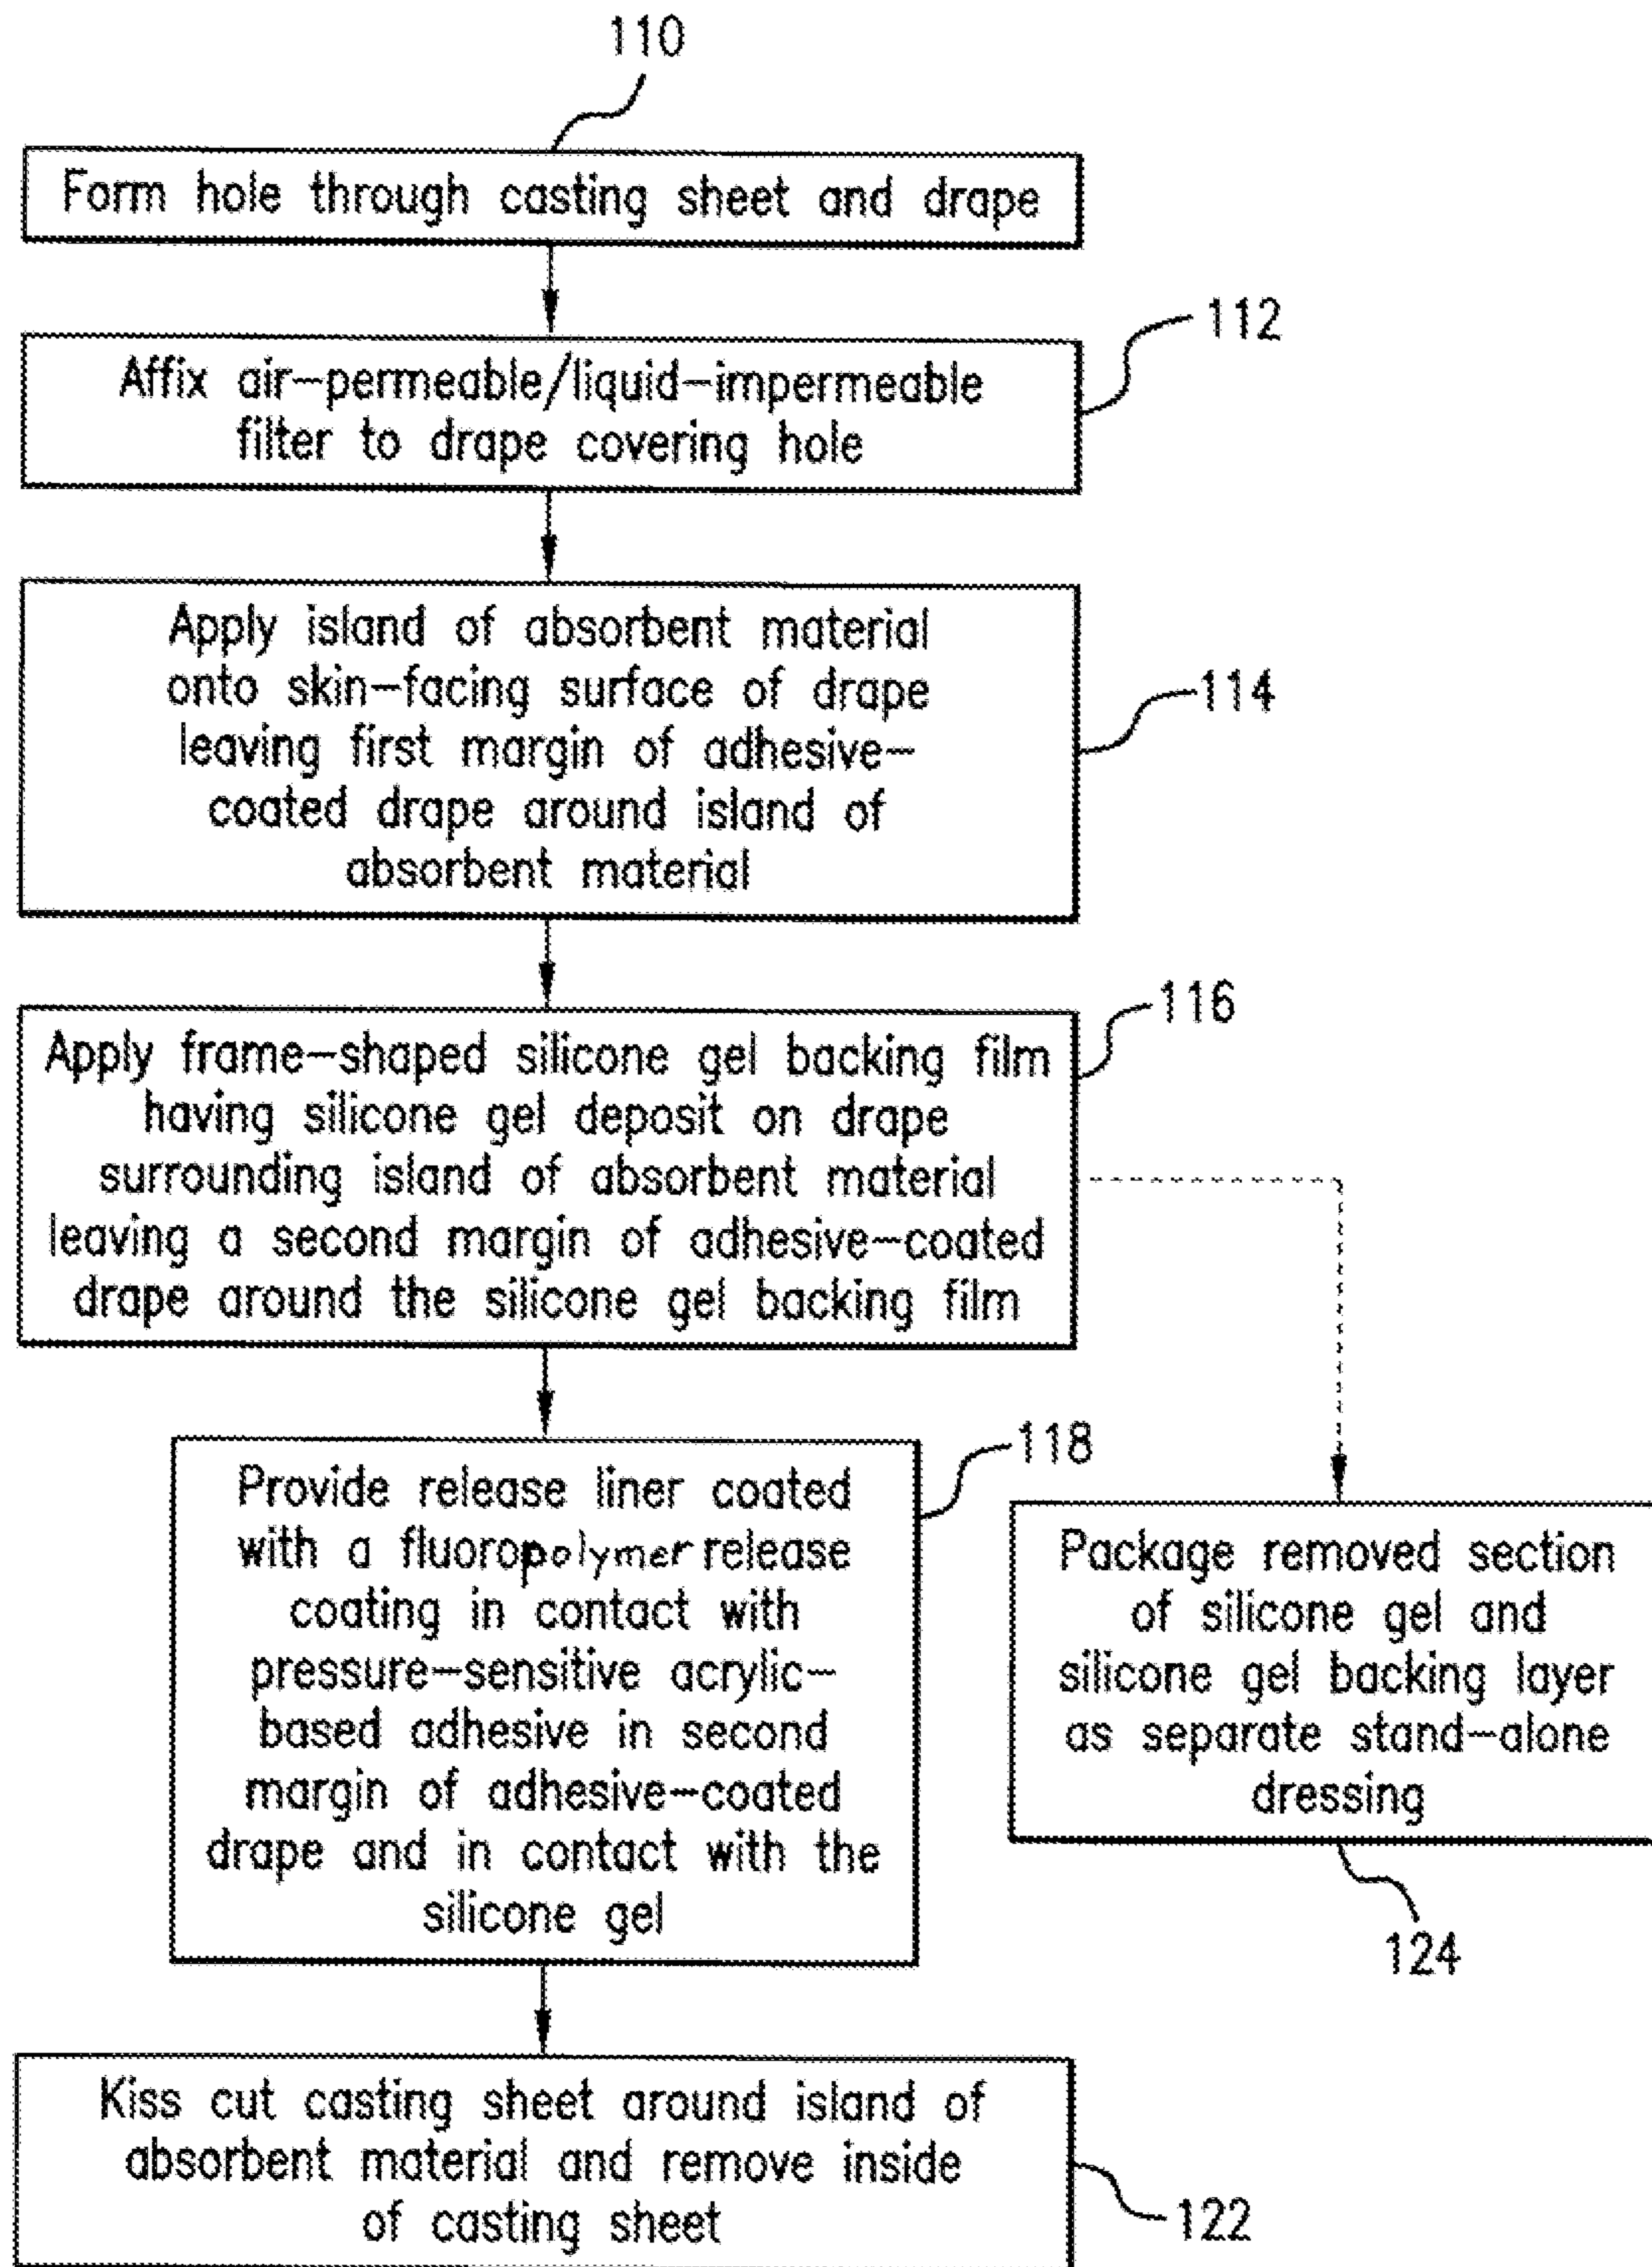 110
Form hole through casting sheet and drape
112
Affix air-permeable/liquid-impermeable
filter to drape covering hole
114
Apply island of absorbent material
onto skin-facing surface of drape
leaving first margin of adhesive-
coated drape around island of
absorbent material
116
Apply frame-shaped silicone gel backing film
having silicone gel deposit on drape
surrounding island of absorbent material
leaving a second margin of adhesive-coated
drape around the silicone gel backing film
118
Provide release liner coated
with a fluoroppolymer release
coating in contact with
pressure-sensitive acrylic-
based adhesive in second
margin of adhesive-coated
drape and in contact with the
silicone gel
Package removed section
of silicone gel and
silicone gel backing layer
as separate stand-alone
dressing
124
Kiss cut casting sheet around island of
absorbent material and remove inside
of casting sheet
122